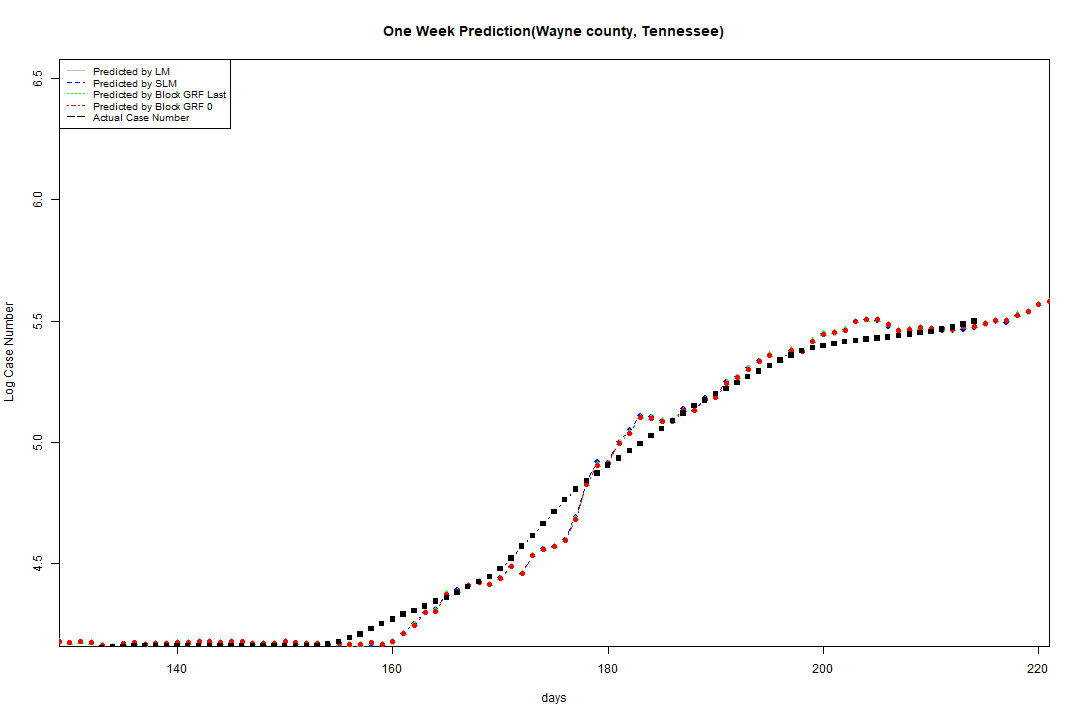 One Week Prediction(Wayne county, Tennessee)
Predicted by LM
Predicted by SLM
Predicted by Block GRF Last
Predicted by Block GRF 0
Actual Case Number
6.5
6.0
5.5
5.0
4.5
Log Case Number
140 160 180 200 220
days